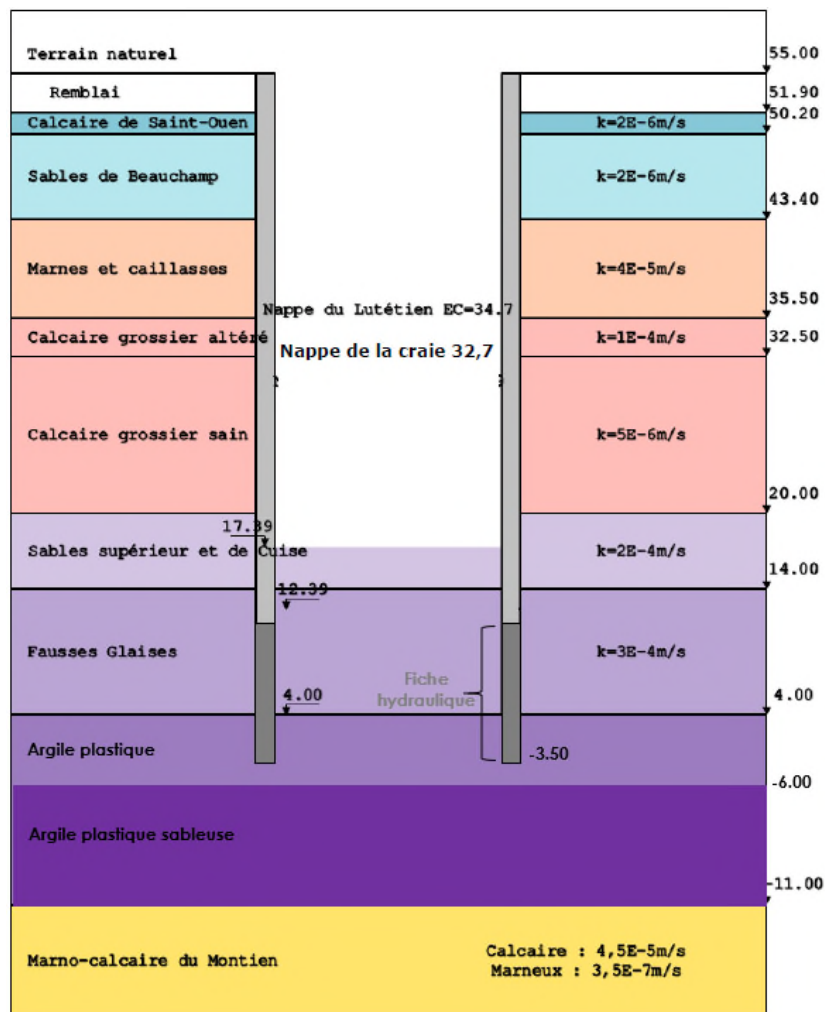 Terrain naturel
55.00
Remblai
51.90
Calcaire de Saint-Ouen
k=2E-6m/s
50.20
Sables de Beauchamp
k=2E-6m/s
43.40
Marnes et caillasses
k=4E-5m/s
35.50
Nappe du Lutétien EC=34.7
Calcaire grossier altéré
k=1E-4m/s
32.50
Nappe de la craie 32,7
Calcaire grossier sain
k=5E-6m/s
20.00
17.39
Sables supérieur et de Cuise
k=2E-4m/s
14.00
12.39
Fausses Glaises
k=3E-4m/s
Fiche
hydraulique
4.00
4.00
Argile plastique
-3.50
-6.00
Argile plastique sableuse
-11.00
Marno-calcaire du Montien
Calcaire : 4,5E-5m/s
Marneux : 3,5E-7m/s